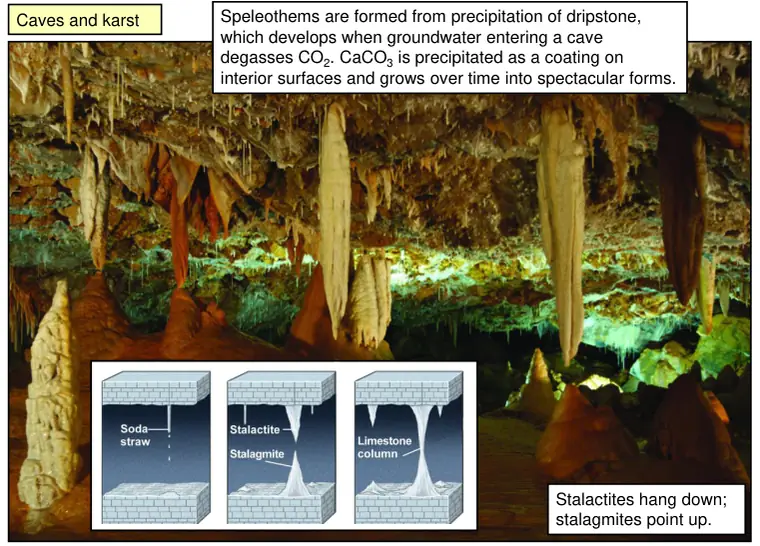 Caves and karst
Speleothems are formed from precipitation of dripstone,
which develops when groundwater entering a cave
degasses CO₂. CaCO₃ is precipitated as a coating on
interior surfaces and grows over time into spectacular forms.
Soda
straw
Stalactite
Stalagmite
Limestone
column
Stalactites hang down;
stalagmites point up.